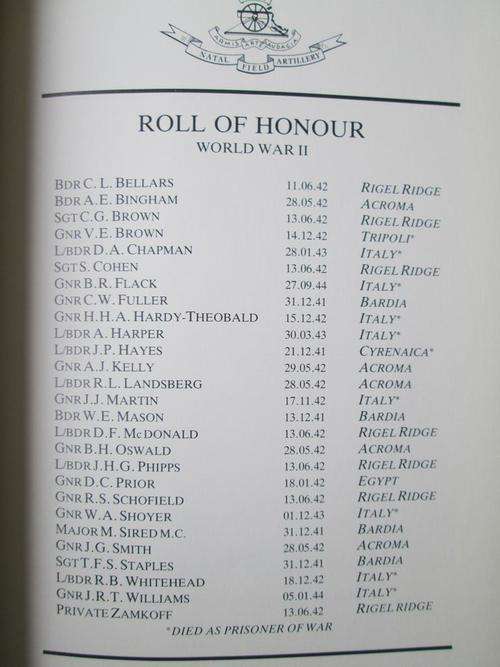 ADMIS ARTE AUDACIA
NATAL FIELD ARTILLERY
ROLL OF HONOUR
WORLD WAR II
BDR C. L. BELLARS 11.06.42 RIGEL RIDGE
BDR A.E. BINGHAM 28.05.42 ACROMA
SGT C.G. BROWN 13.06.42 RIGEL RIDGE
GNR V.E. BROWN 14.12.42 TRIPOLI*
L/BDR D.A. CHAPMAN 28.01.43 ITALY*
SGT S. COHEN 13.06.42 RIGEL RIDGE
GNR B.R. FLACK 27.09.44 ITALY*
GNR C.W. FULLER 31.12.41 BARDIA
GNR H.H.A. HARDY-THEOBALD 15.12.42 ITALY*
L/BDR A. HARPER 30.03.43 ITALY*
L/BDR J.P. HAYES 21.12.41 CYRENAICA*
GNR A.J. KELLY 29.05.42 ACROMA
L/BDR R.L. LANDSBERG 28.05.42 ACROMA
GNR J.J. MARTIN 17.11.42 ITALY*
BDR W.E. MASON 13.12.41 BARDIA
L/BDR D.F. McDONALD 13.06.42 RIGEL RIDGE
GNR B.H. OSWALD 28.05.42 ACROMA
L/BDR J.H.G. PHIPPS 13.06.42 RIGEL RIDGE
GNR D.C. PRIOR 18.01.42 EGYPT
GNR R.S. SCHOFIELD 13.06.42 RIGEL RIDGE
GNR W.A. SHOYER 01.12.43 ITALY*
MAJOR M. SIRED M.C. 31.12.41 BARDIA
GNR J.G. SMITH 28.05.42 ACROMA
SGT T.F.S. STAPLES 31.12.41 BARDIA
L/BDR R.B. WHITEHEAD 18.12.42 ITALY*
GNR J.R.T. WILLIAMS 05.01.44 ITALY*
PRIVATE ZAMKOFF 13.06.42 RIGEL RIDGE
*DIED AS PRISONER OF WAR